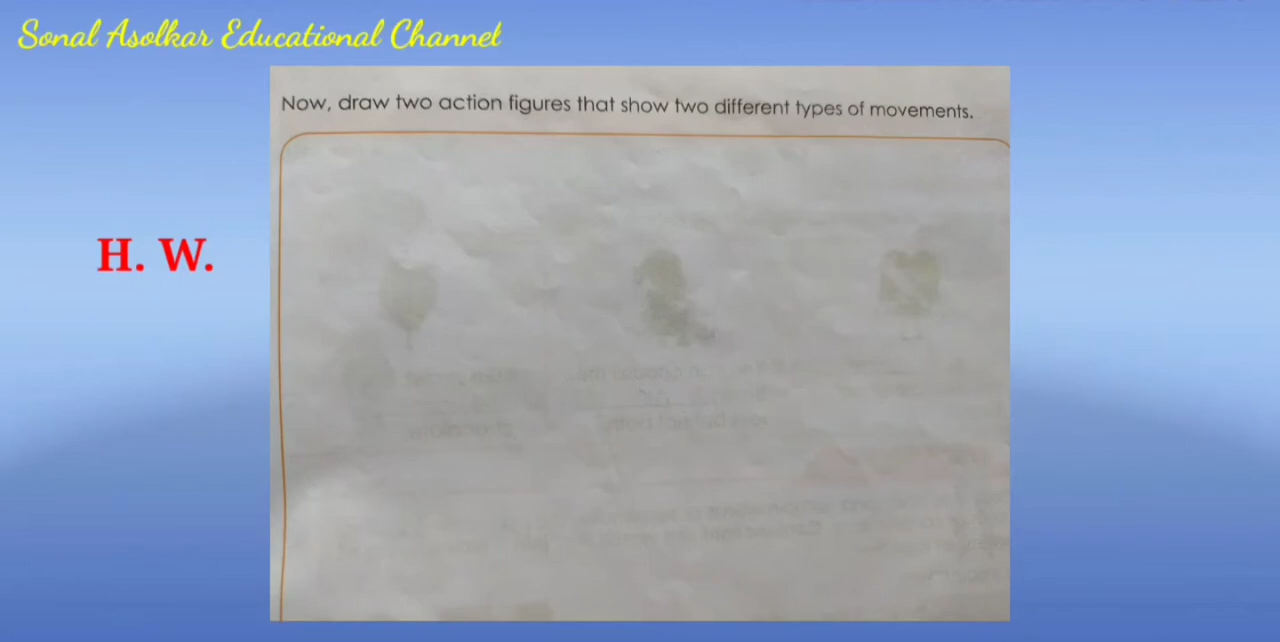 Sonal Asolkar Educational Channel
Now, draw two action figures that show two different types of movements.
H. W.